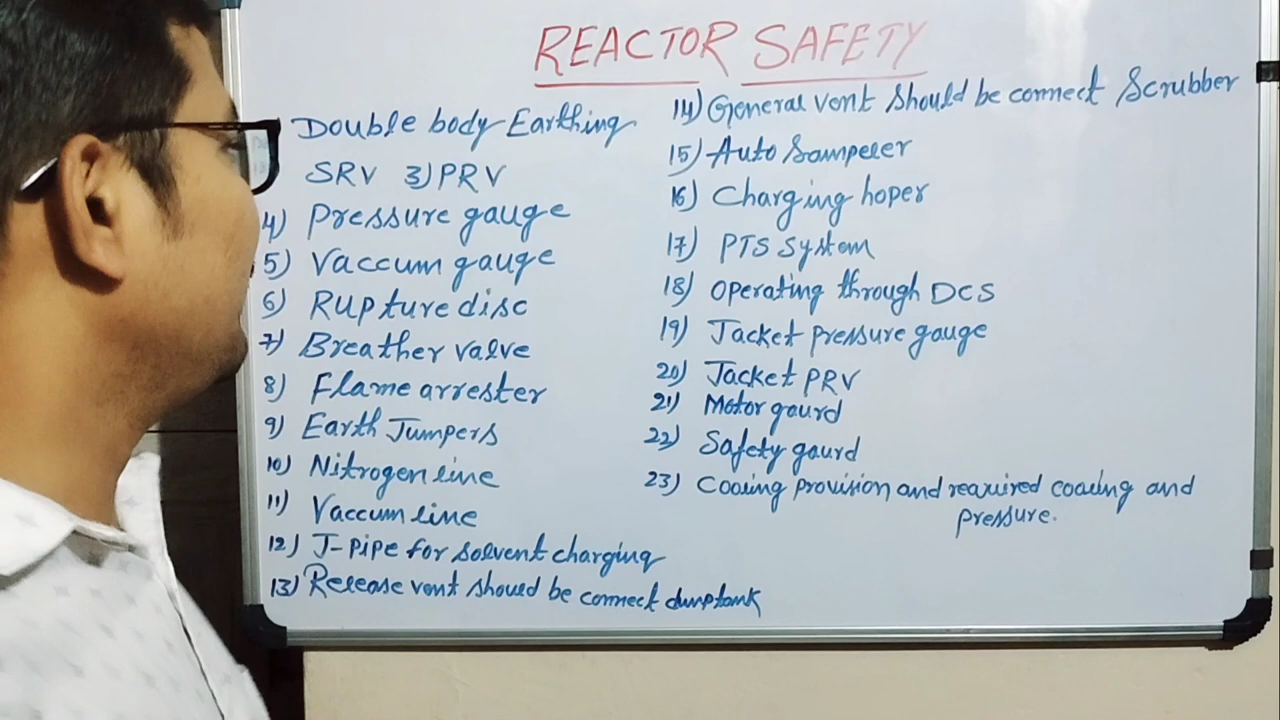 REACTOR SAFETY
Double body Earthing
SRV 3) PRV
4) Pressure gauge
5) Vaccum gauge
6) Rupture disc
7) Breather valve
8) Flame arrester
9) Earth Jumpers
10) Nitrogen line
11) Vaccum line
12) J-pipe for solvent charging
13) Release vent should be connect dumptank
14) General vent should be connect Scrubber
15) Auto Sampeler
16) Charging hoper
17) PTS System
18) operating through DCS
19) Jacket pressure gauge
20) Jacket PRV
21) Motor gaurd
22) Safety gaurd
23) Cooling provision and required cooling and
pressure.